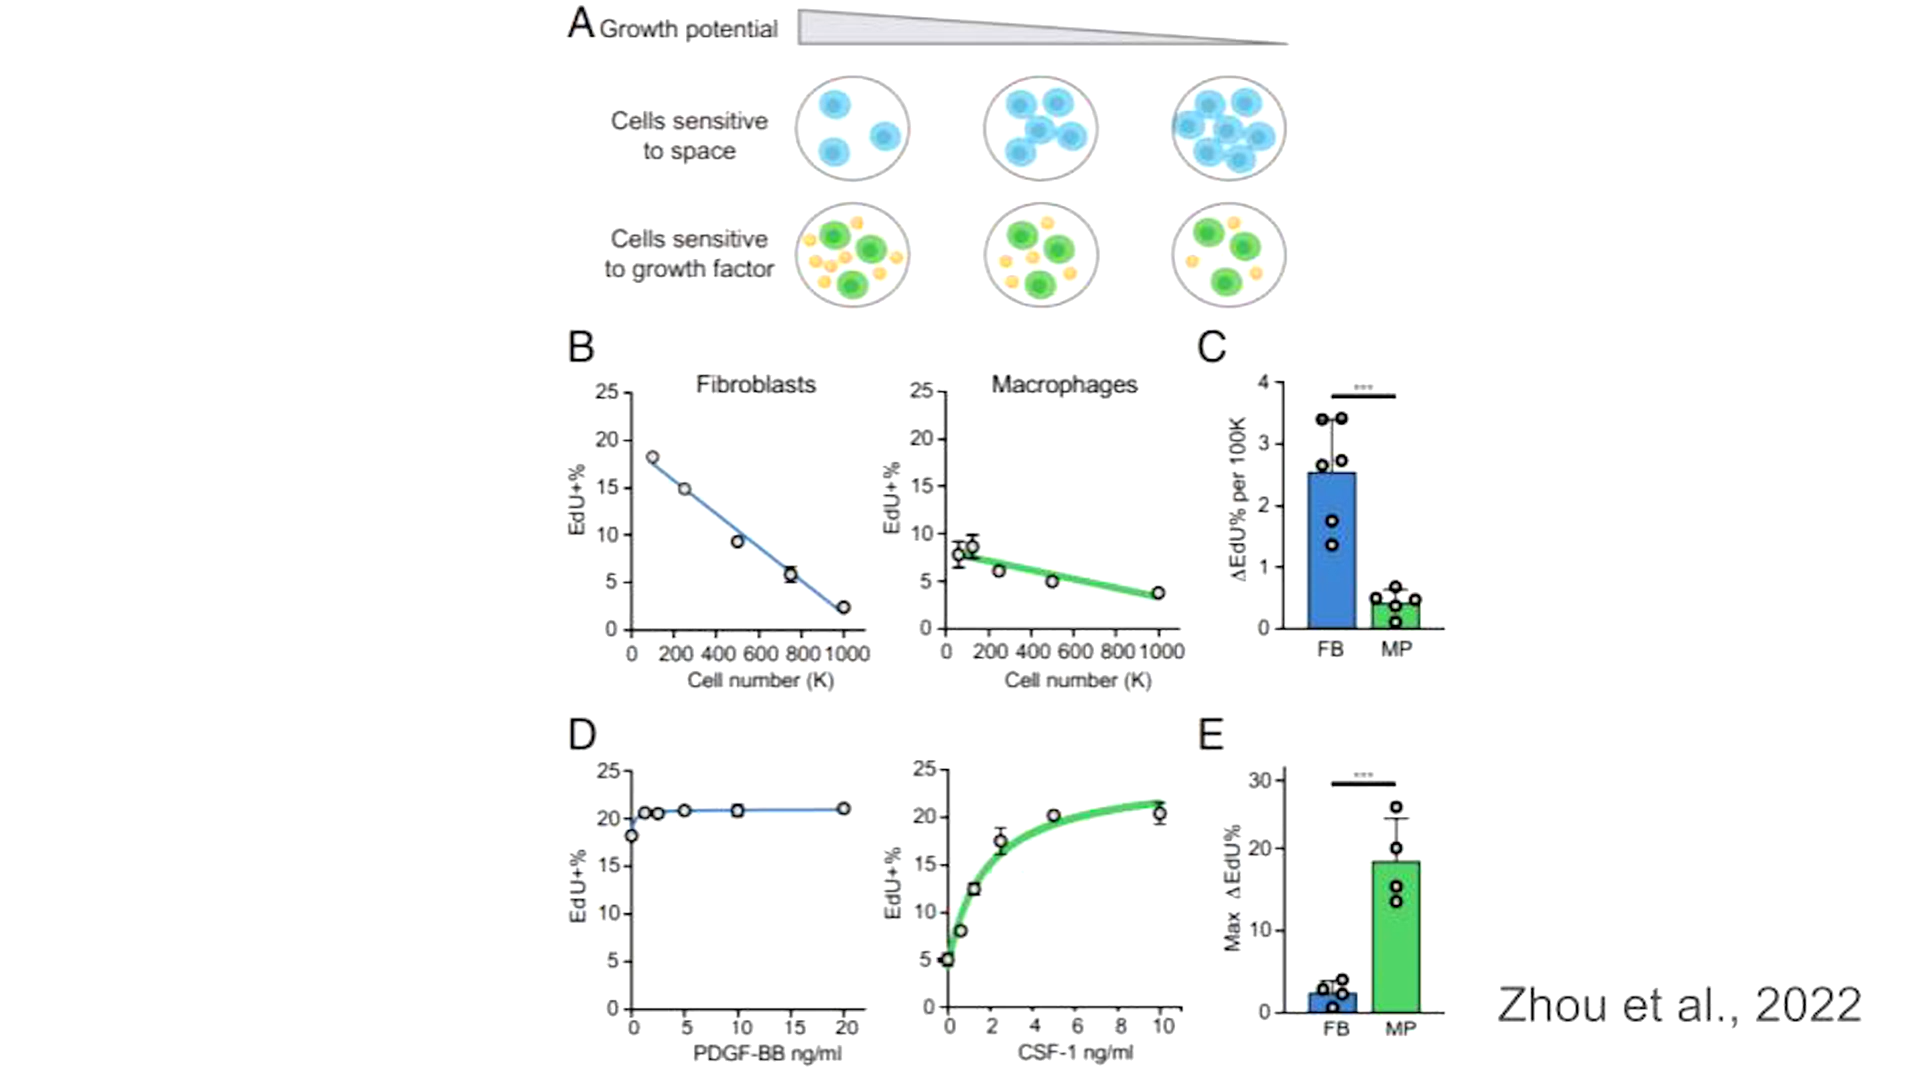 A
Growth potential
Cells sensitive
to space
Cells sensitive
to growth factor
B
Fibroblasts
25
20
15
10
5
0
EdU+%
0 200 400 600 800 1000
Cell number (K)
Macrophages
25
20
15
10
5
0
EdU+%
0 200 400 600 800 1000
Cell number (K)
C
***
4
3
2
1
0
ΔEdU% per 100K
FB MP
D
25
20
15
10
5
0
EdU+%
0 5 10 15 20
PDGF-BB ng/ml
25
20
15
10
5
0
EdU+%
0 2 4 6 8 10
CSF-1 ng/ml
E
***
30
20
10
0
Max ΔEdU%
FB MP
Zhou et al., 2022